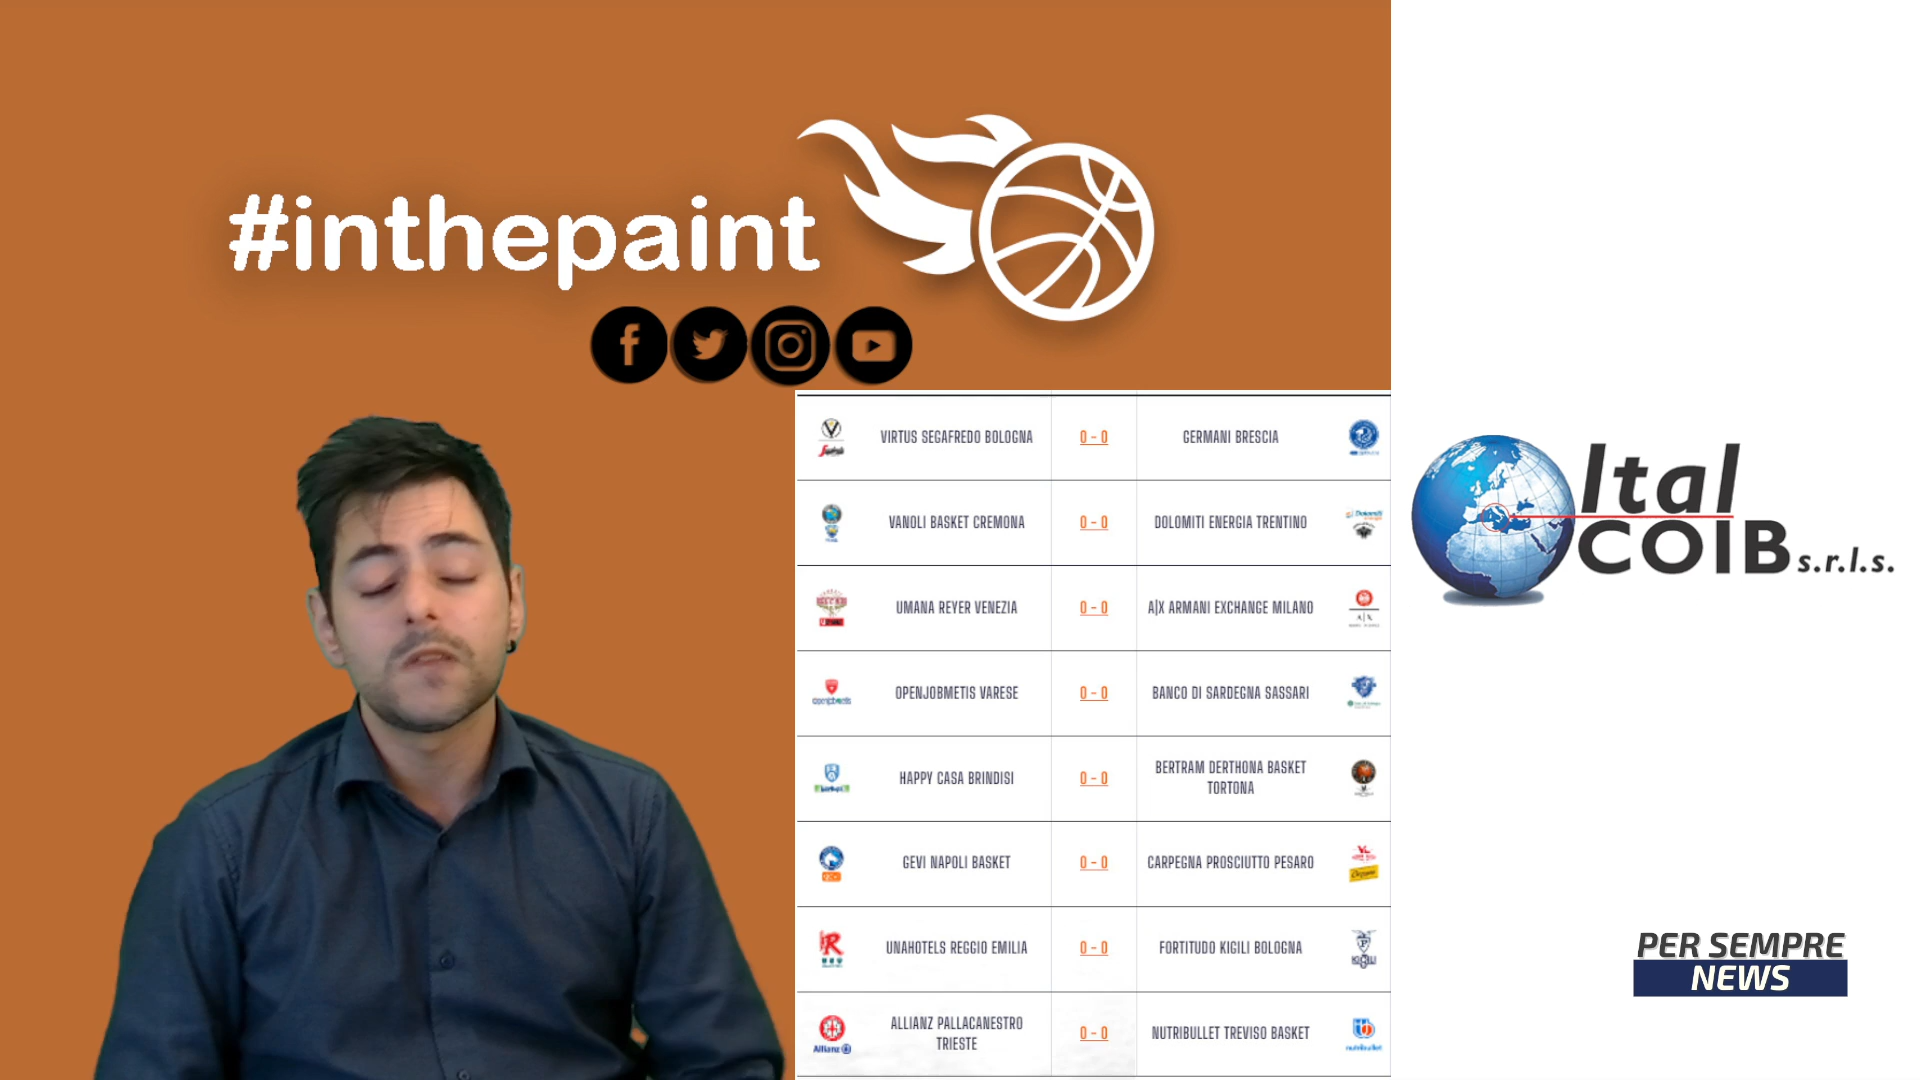 #inthepaint
VIRTUS SEGAFREDO BOLOGNA 0 - 0 GERMANI BRESCIA
VANOLI BASKET CREMONA 0 - 0 DOLOMITI ENERGIA TRENTINO
UMANA REYER VENEZIA 0 - 0 A|X ARMANI EXCHANGE MILANO
OPENJOBMETIS VARESE 0 - 0 BANCO DI SARDEGNA SASSARI
HAPPY CASA BRINDISI 0 - 0 BERTRAM DERTHONA BASKET
TORTONA
GEVI NAPOLI BASKET 0 - 0 CARPEGNA PROSCIUTTO PESARO
UNAHOTELS REGGIO EMILIA 0 - 0 FORTITUDO KIGILI BOLOGNA
ALLIANZ PALLACANESTRO
TRIESTE 0 - 0 NUTRIBULLET TREVISO BASKET
Allianz
nutribullet
Ital
COIB s.r.l.s.
PER SEMPRE
NEWS